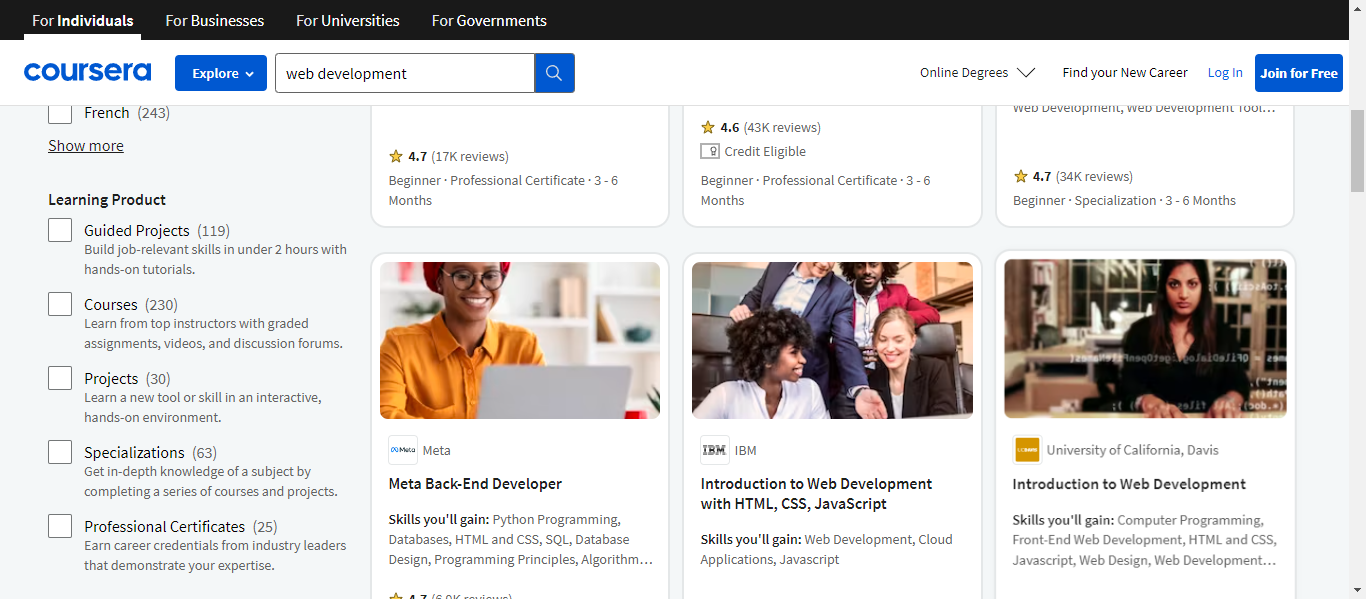 For Individuals
For Businesses
For Universities
For Governments
coursera
Explore
web development
Online Degrees
Find your New Career
Log In
Join for Free
French (243)
Show more
Learning Product
Guided Projects (119)
Build job-relevant skills in under 2 hours with
hands-on tutorials.
Courses (230)
Learn from top instructors with graded
assignments, videos, and discussion forums.
Projects (30)
Learn a new tool or skill in an interactive,
hands-on environment.
Specializations (63)
Get in-depth knowledge of a subject by
completing a series of courses and projects.
Professional Certificates (25)
Earn career credentials from industry leaders
that demonstrate your expertise.
4.7 (17K reviews)
Beginner · Professional Certificate · 3 - 6
Months
4.6 (43K reviews)
Credit Eligible
Beginner · Professional Certificate · 3 - 6
Months
Web Development, Web Development Tool…
4.7 (34K reviews)
Beginner · Specialization · 3 - 6 Months
Meta
Meta
Meta Back-End Developer
Skills you'll gain: Python Programming,
Databases, HTML and CSS, SQL, Database
Design, Programming Principles, Algorithm…
4.7 (6.0K reviews)
IBM
IBM
Introduction to Web Development
with HTML, CSS, JavaScript
Skills you'll gain: Web Development, Cloud
Applications, Javascript
University of California, Davis
Introduction to Web Development
Skills you'll gain: Computer Programming,
Front-End Web Development, HTML and CSS,
Javascript, Web Design, Web Development…